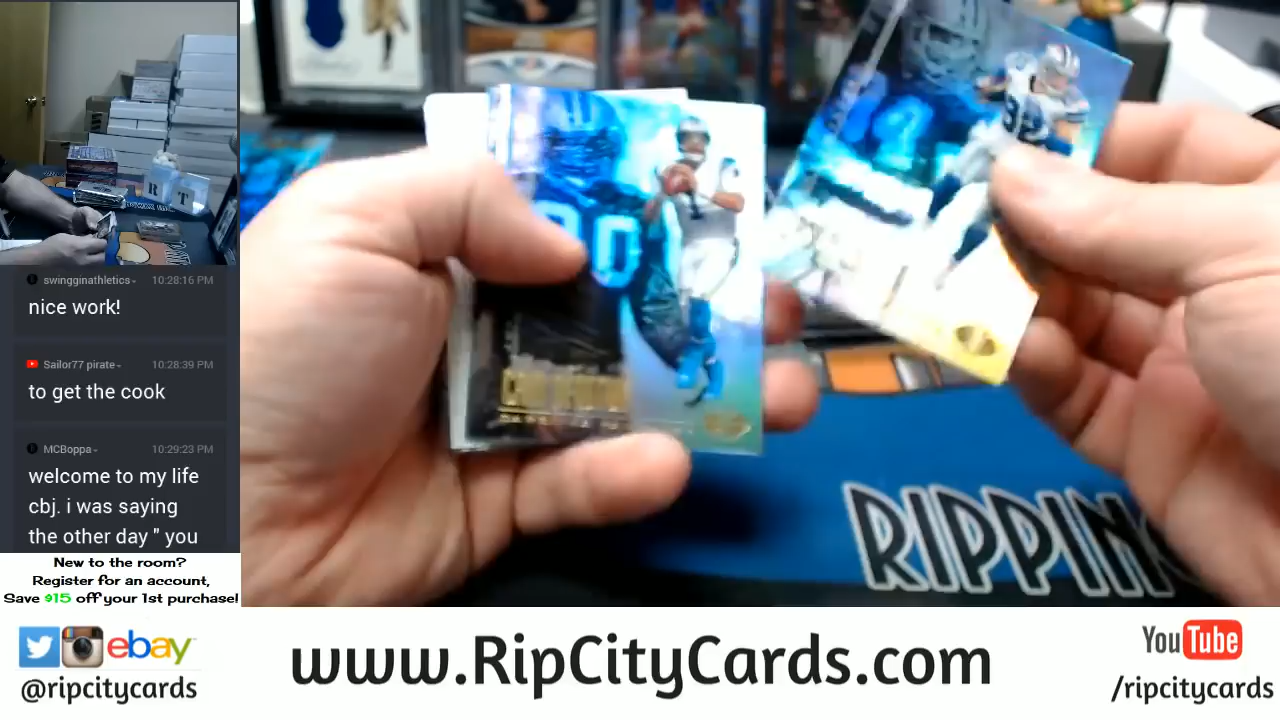 swingginathletics 10:28:16 PM
nice work!
Sailor77 pirate 10:28:39 PM
to get the cook
MCBoppa 10:29:23 PM
welcome to my life
cbj. i was saying
the other day " you
New to the room?
Register for an account,
Save $15 off your 1st purchase!
R T
RIPPIN
ebay
@ripcitycards
www.RipCityCards.com
YouTube
/ripcitycards